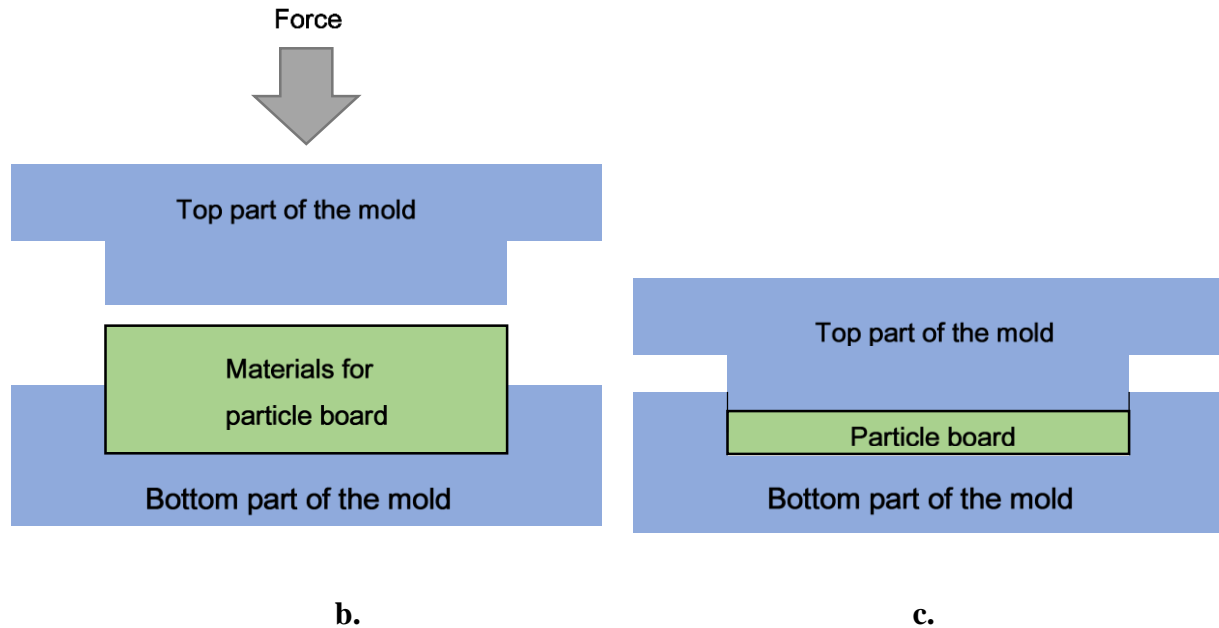 Force
Top part of the mold
Materials for
particle board
Bottom part of the mold
Top part of the mold
Particle board
Bottom part of the mold
b.
c.